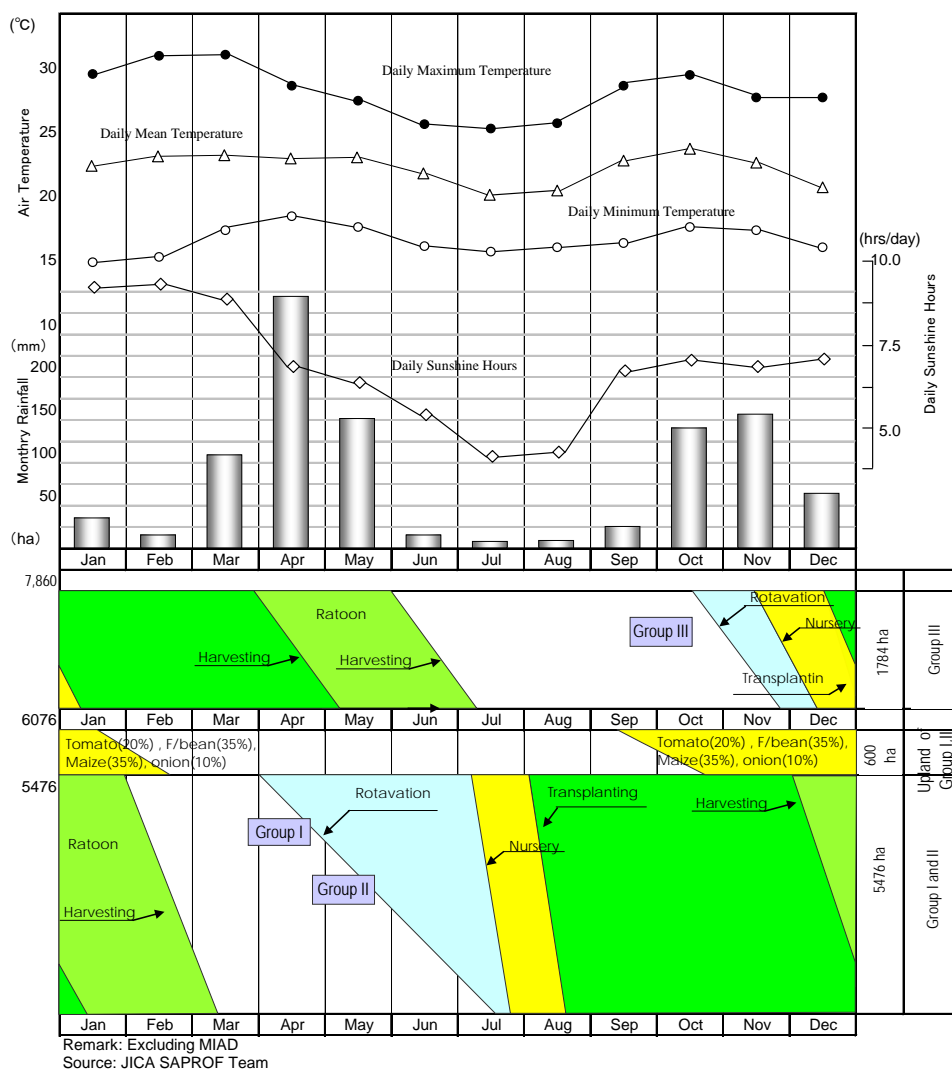 (℃)
30
25
20
15
10
Air Temperature
Daily Maximum Temperature
Daily Mean Temperature
Daily Minimum Temperature
(hrs/day)
10.0
7.5
5.0
Daily Sunshine Hours
(mm)
200
150
100
50
Monthry Rainfall
Daily Sunshine Hours
(ha)
Jan Feb Mar Apr May Jun Jul Aug Sep Oct Nov Dec
7,860
Ratoon
Harvesting
Harvesting
Group III
Rotavation
Nursery
Transplantin
1784 ha
Group III
6076
Jan Feb Mar Apr May Jun Jul Aug Sep Oct Nov Dec
Tomato(20%) , F/bean(35%),
Maize(35%), onion(10%)
Tomato(20%) , F/bean(35%),
Maize(35%), onion(10%)
600
ha
Upland of
Group I,II
5476
Ratoon
Harvesting
Rotavation
Group I
Group II
Nursery
Transplanting
Harvesting
5476 ha
Group I and II
Jan Feb Mar Apr May Jun Jul Aug Sep Oct Nov Dec
Remark: Excluding MIAD
Source: JICA SAPROF Team